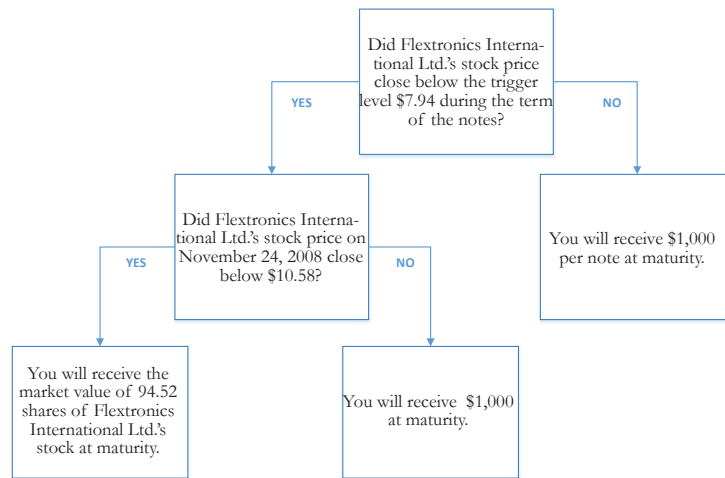 Did Flextronics Interna-
tional Ltd.'s stock price
close below the trigger
level $7.94 during the term
of the notes?
YES
NO
Did Flextronics Interna-
tional Ltd.'s stock price on
November 24, 2008 close
below $10.58?
You will receive $1,000
per note at maturity.
YES
NO
You will receive the
market value of 94.52
shares of Flextronics
International Ltd.'s
stock at maturity.
You will receive $1,000
at maturity.